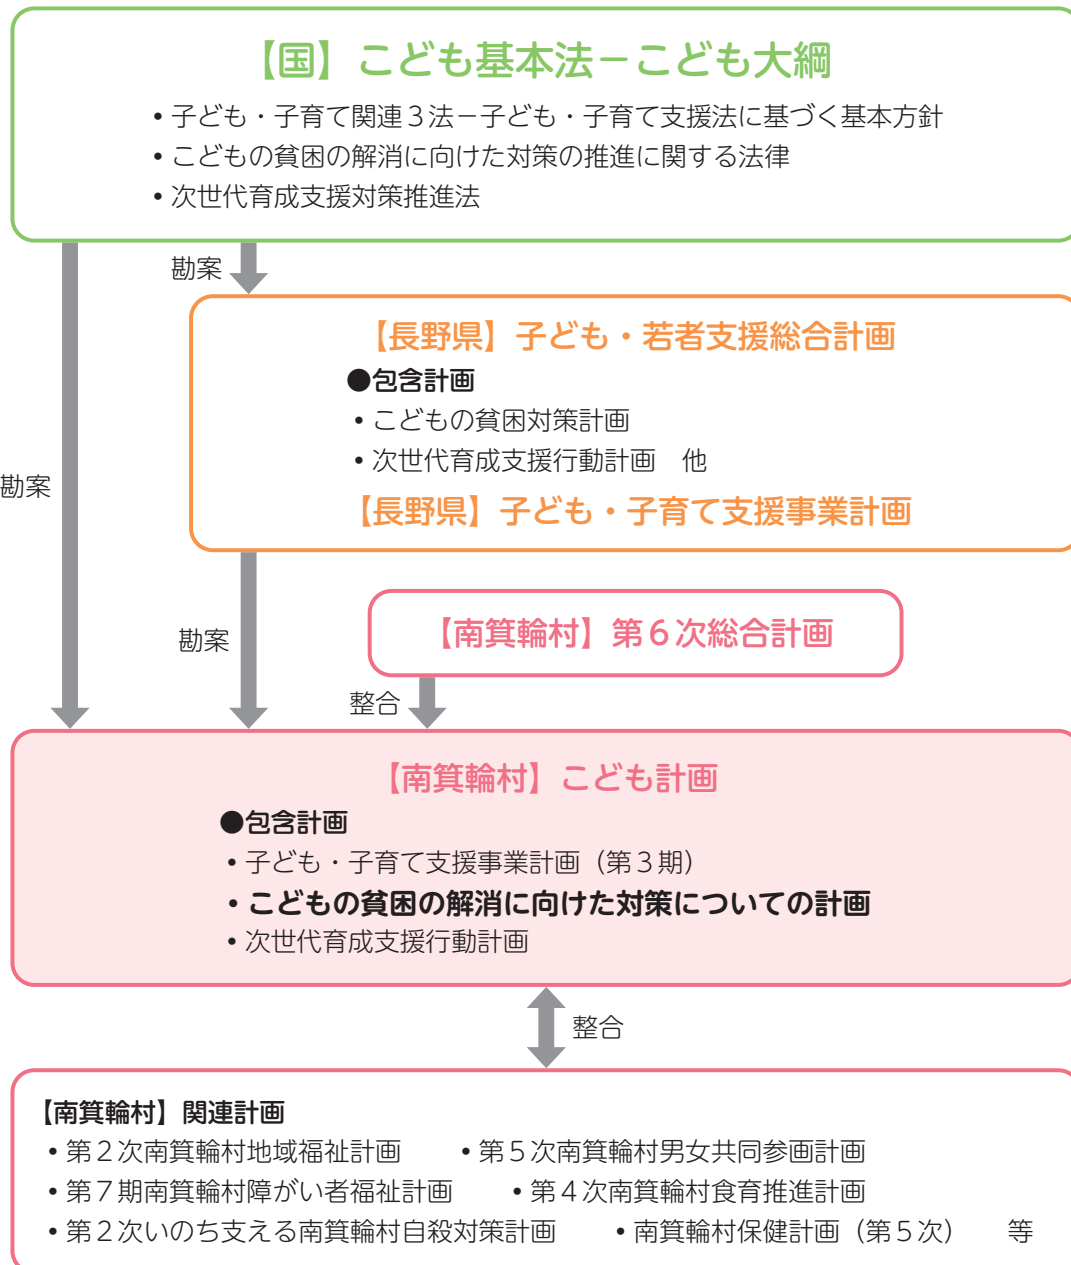 【国】こども基本法－こども大綱
•子ども・子育て関連３法－子ども・子育て支援法に基づく基本方針
•こどもの貧困の解消に向けた対策の推進に関する法律
•次世代育成支援対策推進法
勘案
【長野県】子ども・若者支援総合計画
●包含計画
•こどもの貧困対策計画
•次世代育成支援行動計画　他
勘案
【長野県】子ども・子育て支援事業計画
【南箕輪村】第６次総合計画
勘案
整合
【南箕輪村】こども計画
●包含計画
•子ども・子育て支援事業計画（第３期）
•こどもの貧困の解消に向けた対策についての計画
•次世代育成支援行動計画
整合
【南箕輪村】関連計画
•第２次南箕輪村地域福祉計画　•第５次南箕輪村男女共同参画計画
•第７期南箕輪村障がい者福祉計画　•第４次南箕輪村食育推進計画
•第２次いのち支える南箕輪村自殺対策計画　•南箕輪村保健計画（第５次）　等